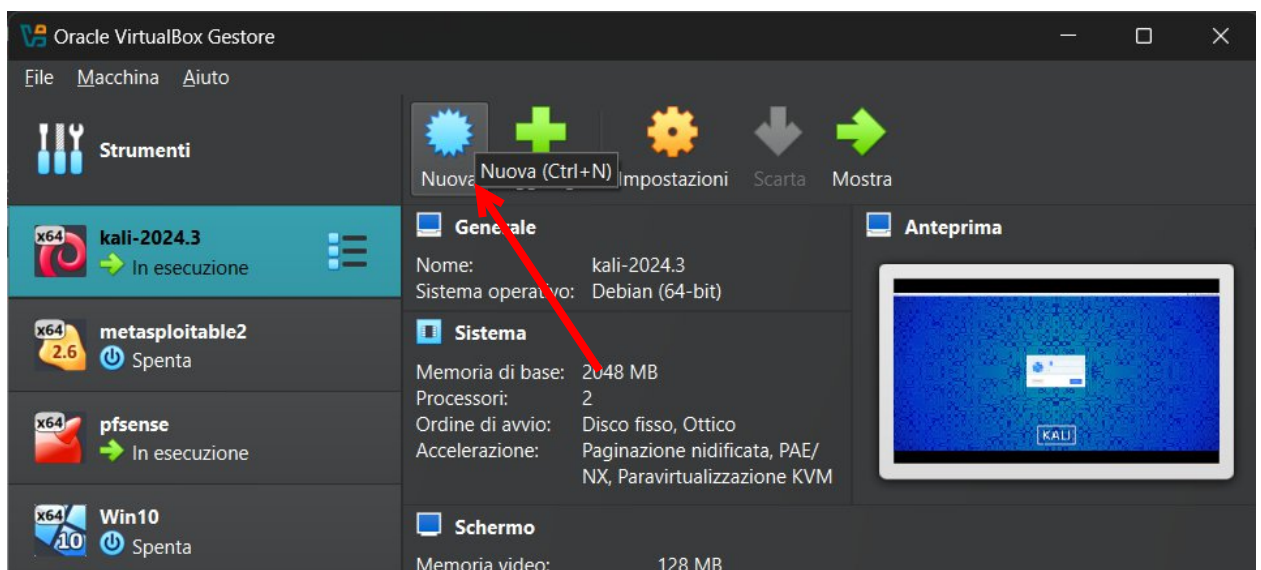 Oracle VirtualBox Gestore
File Macchina Aiuto
Strumenti
Nuova
Nuova (Ctrl+N)
Impostazioni
Scarta
Mostra
x64
kali-2024.3
In esecuzione
x64
2.6
metasploitable2
Spenta
x64
pfsense
In esecuzione
x64
10
Win10
Spenta
Generale
Nome: kali-2024.3
Sistema operativo: Debian (64-bit)
Sistema
Memoria di base: 2048 MB
Processori: 2
Ordine di avvio: Disco fisso, Ottico
Accelerazione: Paginazione nidificata, PAE/
NX, Paravirtualizzazione KVM
Schermo
Memoria video: 128 MB
Anteprima
KALI